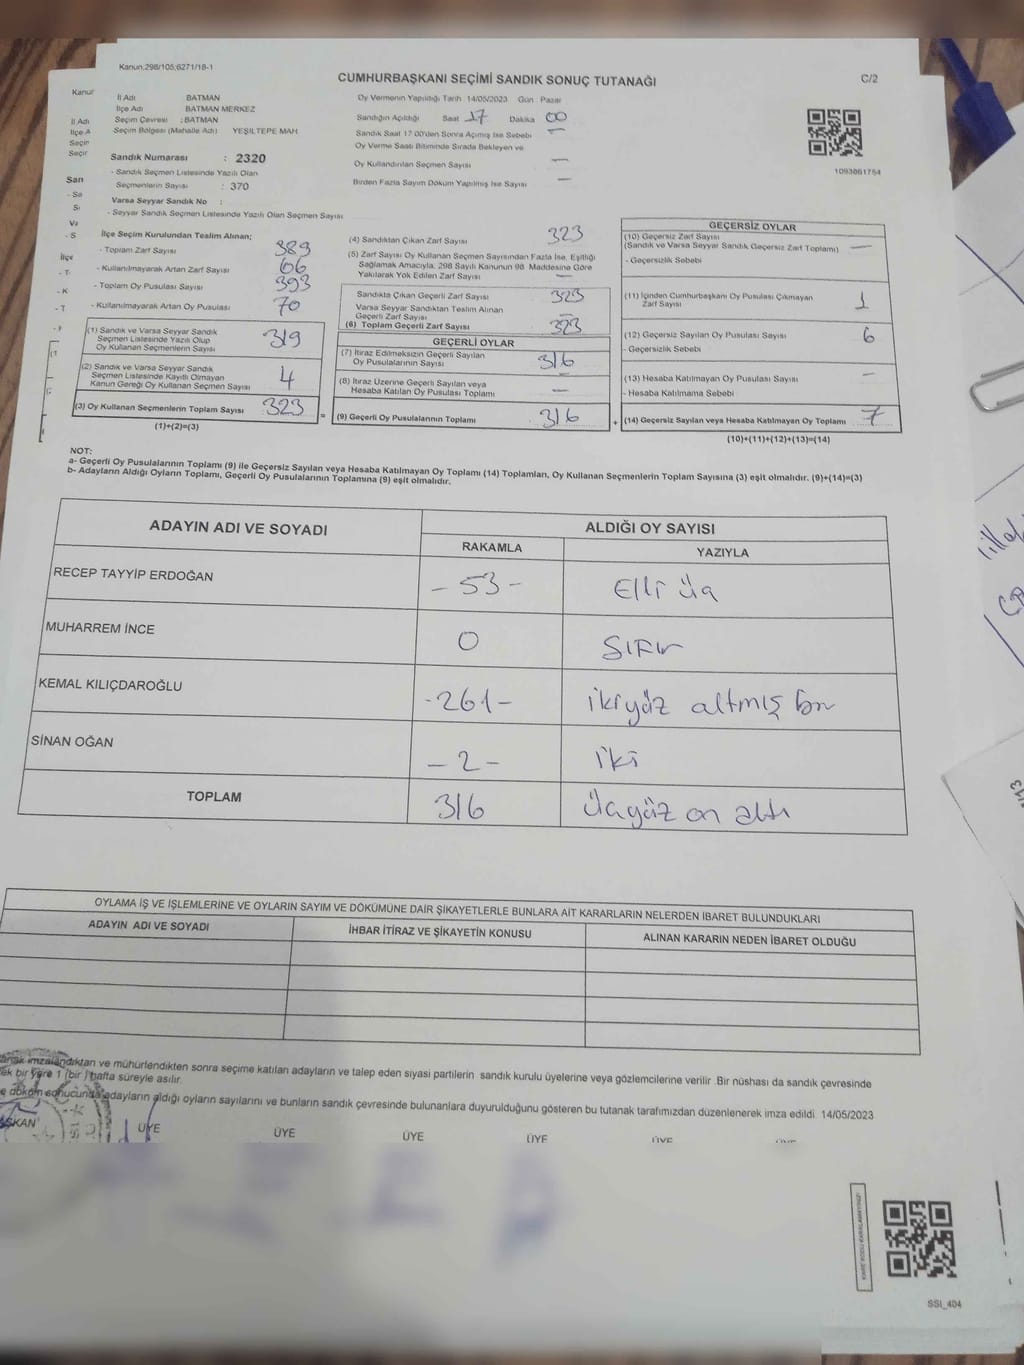 Kanun.298/105;6271/18-1
CUMHURBAŞKANI SEÇİMİ SANDIK SONUÇ TUTANAĞI
C/2
Kanur
İl Adı BATMAN
İlçe Adı BATMAN MERKEZ
Seçim Çevresi :BATMAN
Seçim Bölgesi (Mahalle Adı) YEŞİLTEPE MAH
Sandık Numarası : 2320
- Sandık Seçmen Listesinde Yazılı Olan
Seçmenlerin Sayısı : 370
Varsa Seyyar Sandık No :
- Seyyar Sandık Seçmen Listesinde Yazılı Olan Seçmen Sayısı
Oy Vermenin Yapıldığı Tarih 14/05/2023 Gün Pazar
Sandığın Açıldığı Saat 17 Dakika 00
Sandık Saat 17.00'den Sonra Açılmış İse Sebebi —
Oy Verme Saati Bitiminde Sırada Bekleyen ve
Oy Kullandırılan Seçmen Sayısı —
Birden Fazla Sayım Döküm Yapılmış İse Sayısı —
1093861754
İl Adı
İlçe A
Seçin
Seçir
San
İlçe Seçim Kurulundan Teslim Alınan;
- Toplam Zarf Sayısı 389
- Kullanılmayarak Artan Zarf Sayısı 66
- Toplam Oy Pusulası Sayısı 393
- Kullanılmayarak Artan Oy Pusulası 70
(1) Sandık ve Varsa Seyyar Sandık
Seçmen Listesinde Yazılı Olup
Oy Kullanan Seçmenlerin Sayısı 319
(2) Sandık ve Varsa Seyyar Sandık
Seçmen Listesinde Kayıtlı Olmayan
Kanun Gereği Oy Kullanan Seçmen Sayısı 4
(3) Oy Kullanan Seçmenlerin Toplam Sayısı 323
(1)+(2)=(3)
(4) Sandıktan Çıkan Zarf Sayısı 323
(5) Zarf Sayısı Oy Kullanan Seçmen Sayısından Fazla İse, Eşitliği
Sağlamak Amacıyla, 298 Sayılı Kanunun 98. Maddesine Göre
Yakılarak Yok Edilen Zarf Sayısı —
Sandıkta Çıkan Geçerli Zarf Sayısı 323
Varsa Seyyar Sandıktan Teslim Alınan
Geçerli Zarf Sayısı —
(6) Toplam Geçerli Zarf Sayısı 323
GEÇERLİ OYLAR
(7) İtiraz Edilmeksizin Geçerli Sayılan
Oy Pusulalarının Sayısı 316
(8) İtiraz Üzerine Geçerli Sayılan veya
Hesaba Katılan Oy Pusulası Toplamı —
= (9) Geçerli Oy Pusulalarının Toplamı 316
GEÇERSİZ OYLAR
(10) Geçersiz Zarf Sayısı
(Sandık ve Varsa Seyyar Sandık Geçersiz Zarf Toplamı) —
- Geçersizlik Sebebi
(11) İçinden Cumhurbaşkanı Oy Pusulası Çıkmayan
Zarf Sayısı 1
(12) Geçersiz Sayılan Oy Pusulası Sayısı 6
- Geçersizlik Sebebi
(13) Hesaba Katılmayan Oy Pusulası Sayısı —
- Hesaba Katılmama Sebebi
+ (14) Geçersiz Sayılan veya Hesaba Katılmayan Oy Toplamı 7
(10)+(11)+(12)+(13)=(14)
NOT:
a- Geçerli Oy Pusulalarının Toplamı (9) ile Geçersiz Sayılan veya Hesaba Katılmayan Oy Toplamı (14) Toplamları, Oy Kullanan Seçmenlerin Toplam Sayısına (3) eşit olmalıdır. (9)+(14)=(3)
b- Adayların Aldığı Oyların Toplamı, Geçerli Oy Pusulalarının Toplamına (9) eşit olmalıdır.
ADAYIN ADI VE SOYADI ALDIĞI OY SAYISI
RAKAMLA YAZIYLA
RECEP TAYYİP ERDOĞAN -53- Elli üç
MUHARREM İNCE 0 Sıfır
KEMAL KILIÇDAROĞLU -261- ikiyüz altmış bir
SİNAN OĞAN -2- iki
TOPLAM 316 üçyüz on altı
OYLAMA İŞ VE İŞLEMLERİNE VE OYLARIN SAYIM VE DÖKÜMÜNE DAİR ŞİKAYETLERLE BUNLARA AİT KARARLARIN NELERDEN İBARET BULUNDUKLARI
ADAYIN ADI VE SOYADI İHBAR İTİRAZ VE ŞİKAYETİN KONUSU ALINAN KARARIN NEDEN İBARET OLDUĞU
anak imzalandıktan ve mühürlendikten sonra seçime katılan adayların ve talep eden siyasi partilerin sandık kurulu üyelerine veya gözlemcilerine verilir. Bir nüshası da sandık çevresinde
ek bir yere 1 (bir) hafta süreyle asılır.
e döküm sonucunda adayların aldığı oyların sayılarını ve bunların sandık çevresinde bulunanlara duyurulduğunu gösteren bu tutanak tarafımızdan düzenlenerek imza edildi. 14/05/2023
ŞKAN ÜYE ÜYE ÜYE ÜYE ÜYE
SSI_404